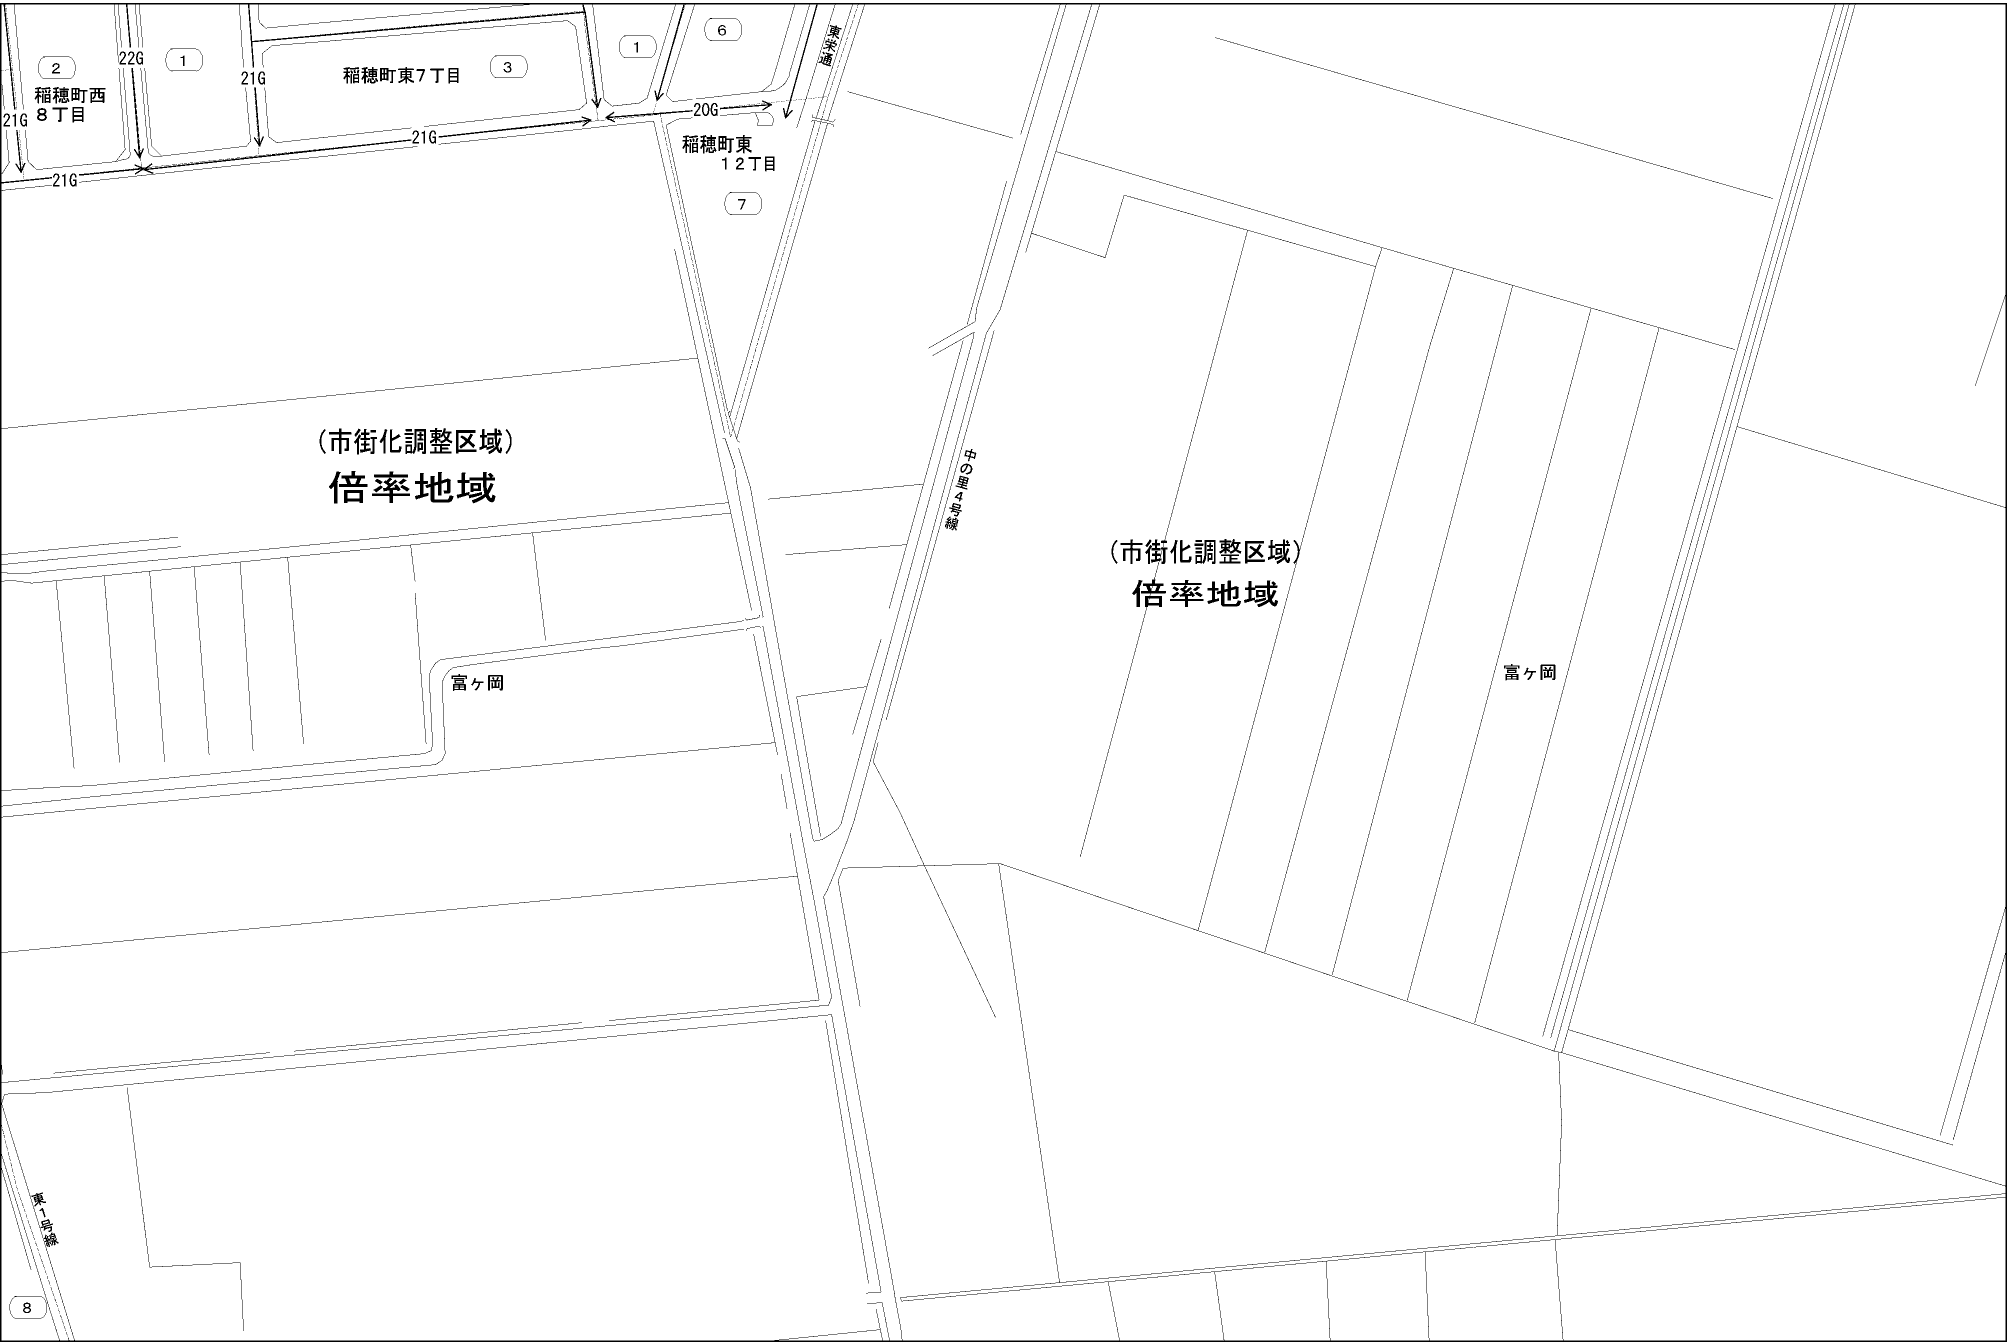 2
稲穂町西
８丁目
21G
22G
1
21G
稲穂町東７丁目
3
1
6
東栄通
21G
21G
20G
稲穂町東
１２丁目
7
（市街化調整区域）
倍率地域
中の里４号線
（市街化調整区域）
倍率地域
富ヶ岡
富ヶ岡
東１号線
8